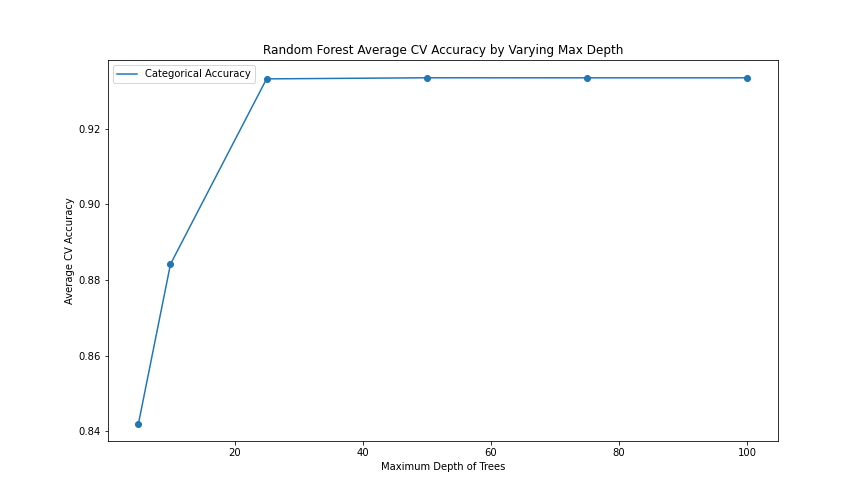 Random Forest Average CV Accuracy by Varying Max Depth
Categorical Accuracy
0.92
0.90
0.88
0.86
0.84
Average CV Accuracy
20
40
60
80
100
Maximum Depth of Trees